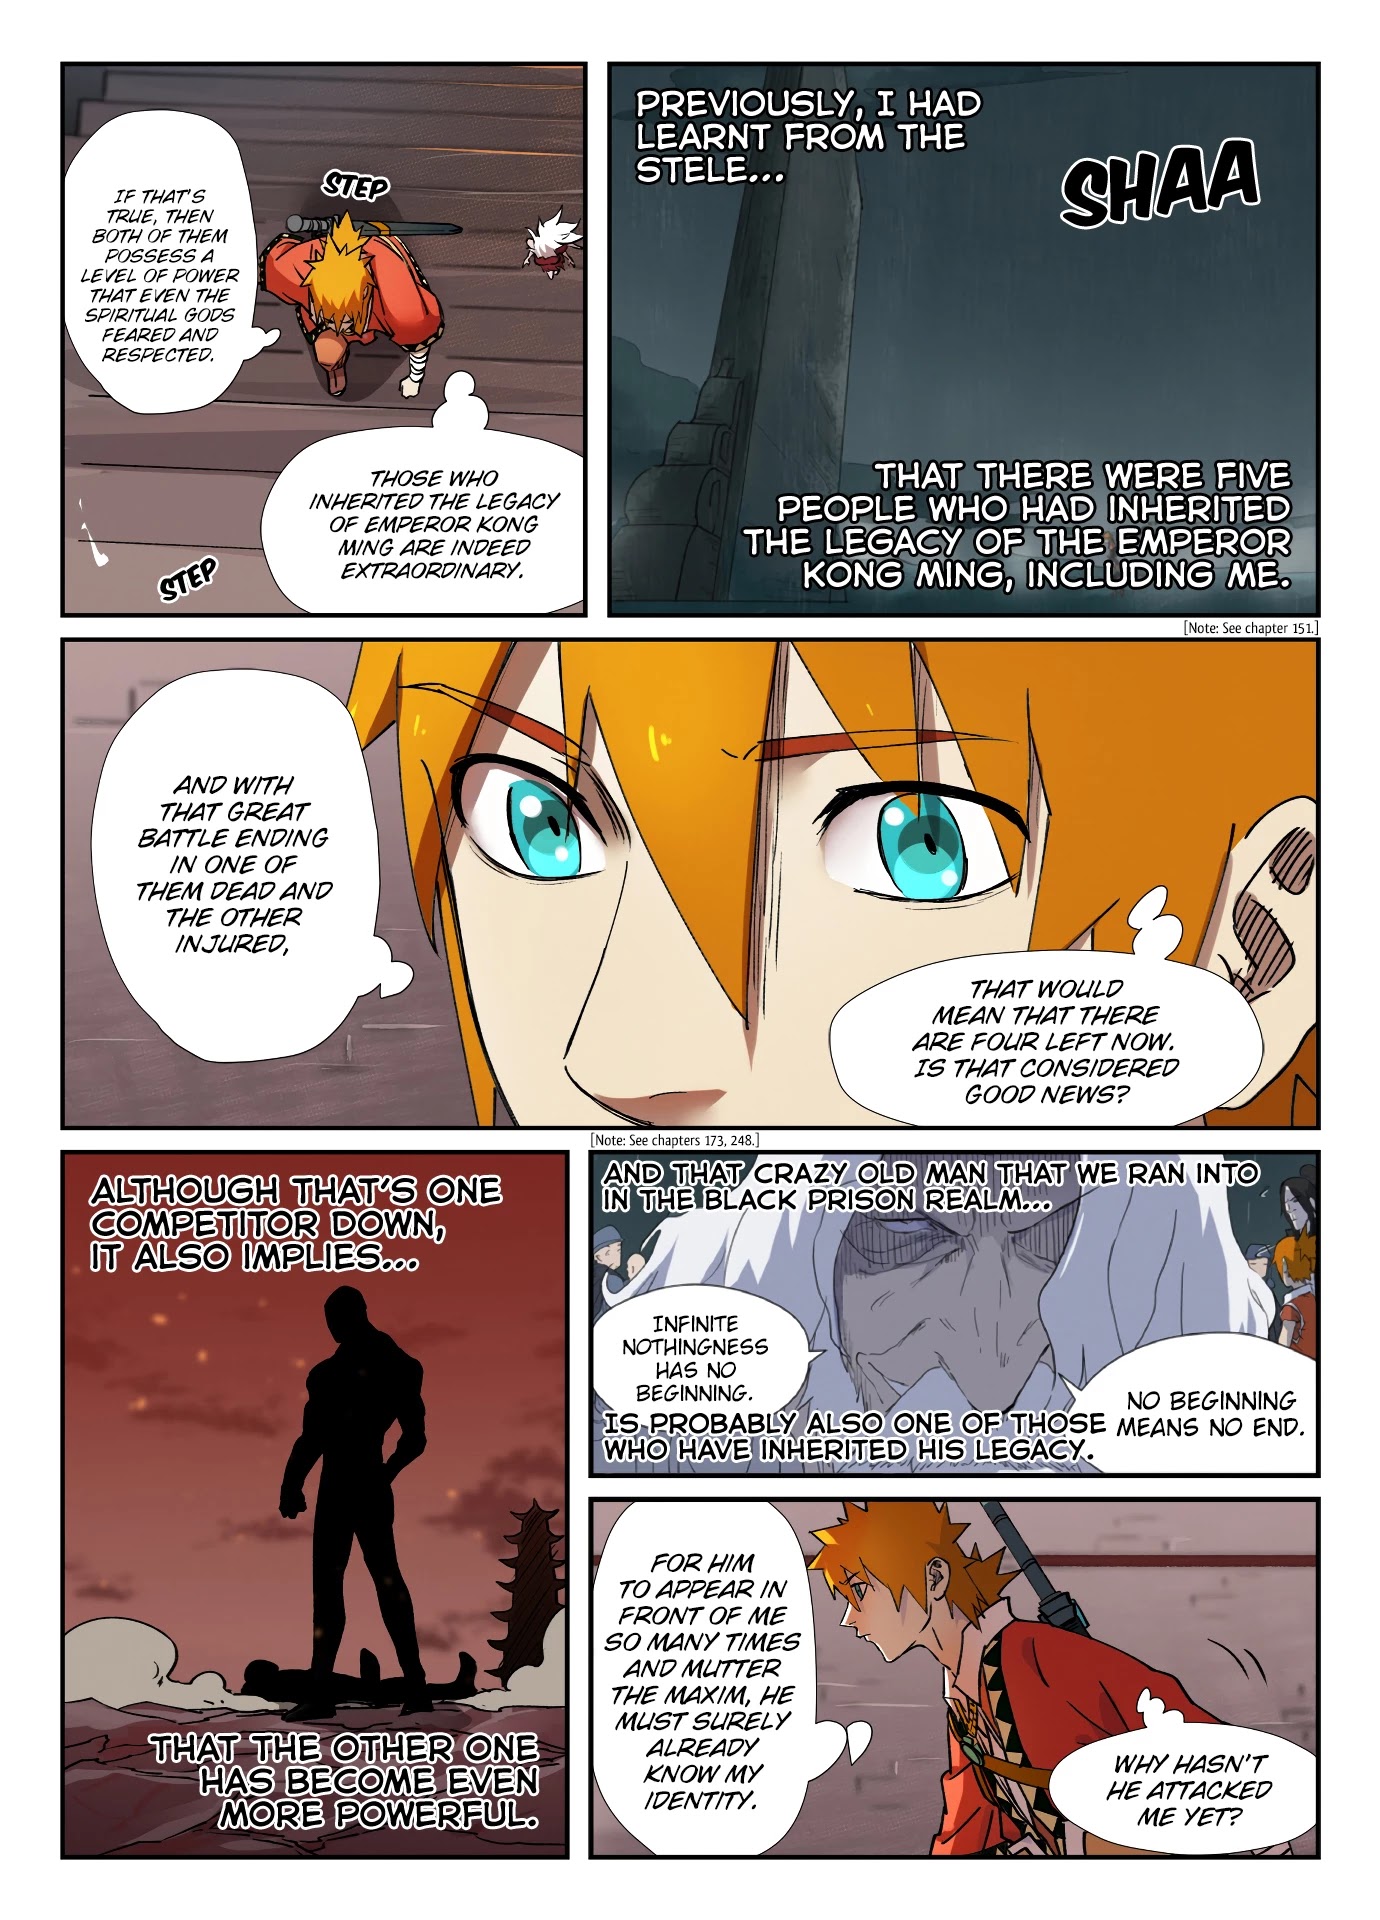 IF THAT'S
TRUE, THEN
BOTH OF THEM
POSSESS A
LEVEL OF POWER
THAT EVEN THE
SPIRITUAL GODS
FEARED AND
RESPECTED.
STEP
THOSE WHO
INHERITED THE LEGACY
OF EMPEROR KONG
MING ARE INDEED
EXTRAORDINARY.
STEP
PREVIOUSLY, I HAD
LEARNT FROM THE
STELE...
SHAA
THAT THERE WERE FIVE
PEOPLE WHO HAD INHERITED
THE LEGACY OF THE EMPEROR
KONG MING, INCLUDING ME.
[Note: See chapter 151.]
AND WITH
THAT GREAT
BATTLE ENDING
IN ONE OF
THEM DEAD AND
THE OTHER
INJURED,
THAT WOULD
MEAN THAT THERE
ARE FOUR LEFT NOW.
IS THAT CONSIDERED
GOOD NEWS?
ALTHOUGH THAT'S ONE
COMPETITOR DOWN,
IT ALSO IMPLIES...
THAT THE OTHER ONE
HAS BECOME EVEN
MORE POWERFUL.
[Note: See chapters 173, 248.]
AND THAT CRAZY OLD MAN THAT WE RAN INTO
IN THE BLACK PRISON REALM...
INFINITE
NOTHINGNESS
HAS NO
BEGINNING.
NO BEGINNING
MEANS NO END.
IS PROBABLY ALSO ONE OF THOSE
WHO HAVE INHERITED HIS LEGACY.
FOR HIM
TO APPEAR IN
FRONT OF ME
SO MANY TIMES
AND MUTTER
THE MAXIM, HE
MUST SURELY
ALREADY
KNOW MY
IDENTITY.
WHY HASN'T
HE ATTACKED
ME YET?